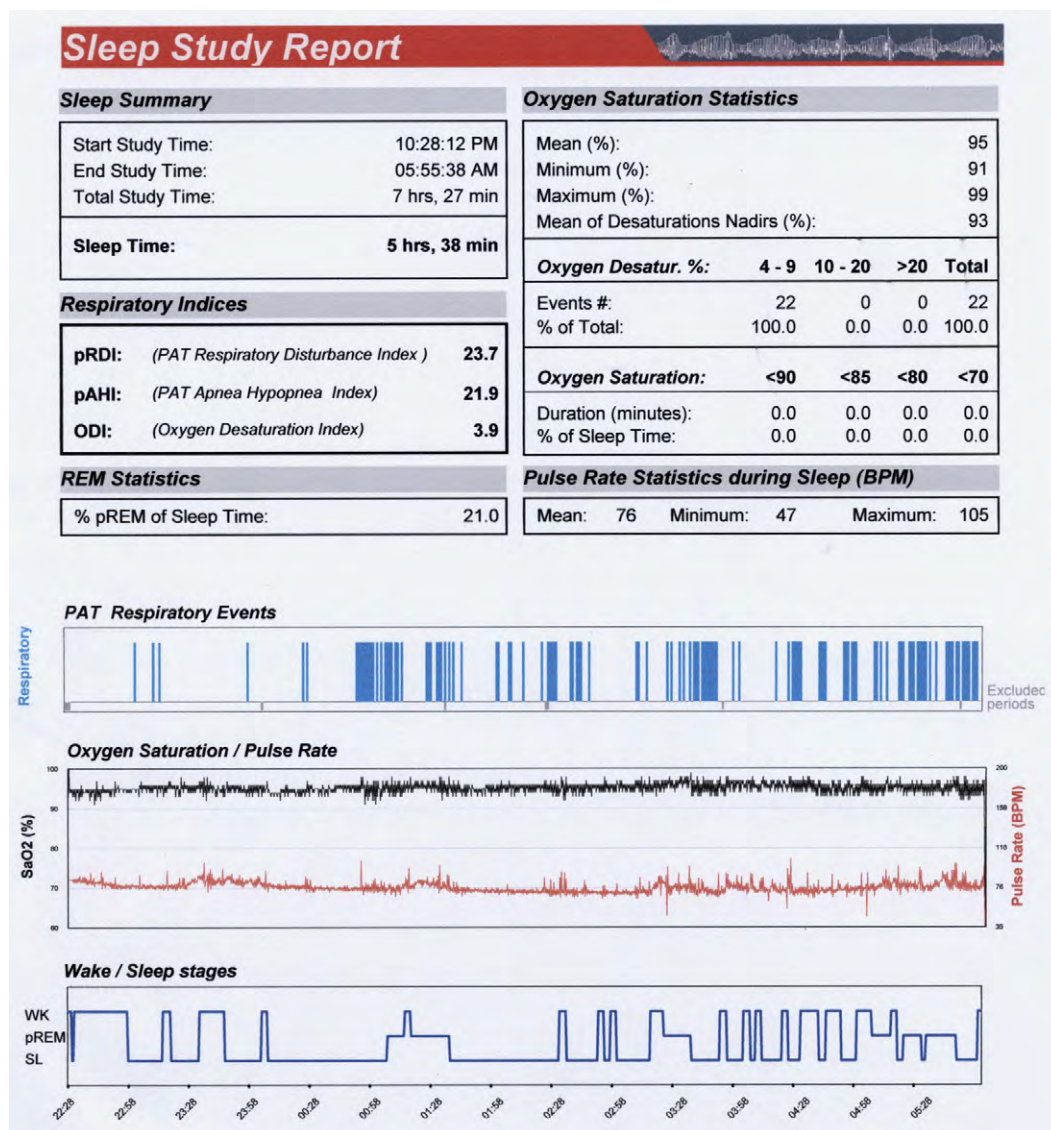 Sleep Study Report
Sleep Summary
Start Study Time: 10:28:12 PM
End Study Time: 05:55:38 AM
Total Study Time: 7 hrs, 27 min
Sleep Time: 5 hrs, 38 min
Respiratory Indices
pRDI: (PAT Respiratory Disturbance Index ) 23.7
pAHI: (PAT Apnea Hypopnea Index) 21.9
ODI: (Oxygen Desaturation Index) 3.9
REM Statistics
% pREM of Sleep Time: 21.0
Oxygen Saturation Statistics
Mean (%): 95
Minimum (%): 91
Maximum (%): 99
Mean of Desaturations Nadirs (%): 93
Oxygen Desatur. %: 4 - 9 10 - 20 >20 Total
Events #: 22 0 0 22
% of Total: 100.0 0.0 0.0 100.0
Oxygen Saturation: <90 <85 <80 <70
Duration (minutes): 0.0 0.0 0.0 0.0
% of Sleep Time: 0.0 0.0 0.0 0.0
Pulse Rate Statistics during Sleep (BPM)
Mean: 76 Minimum: 47 Maximum: 105
PAT Respiratory Events
Respiratory
Excluded
periods
Oxygen Saturation / Pulse Rate
SaO2 (%)
100
90
80
70
60
200
110
Pulse Rate (BPM)
Wake / Sleep stages
WK
pREM
SL
22:28 22:58 23:28 23:58 00:28 00:58 01:28 01:58 02:28 02:58 03:28 03:58 04:28 04:58 05:28